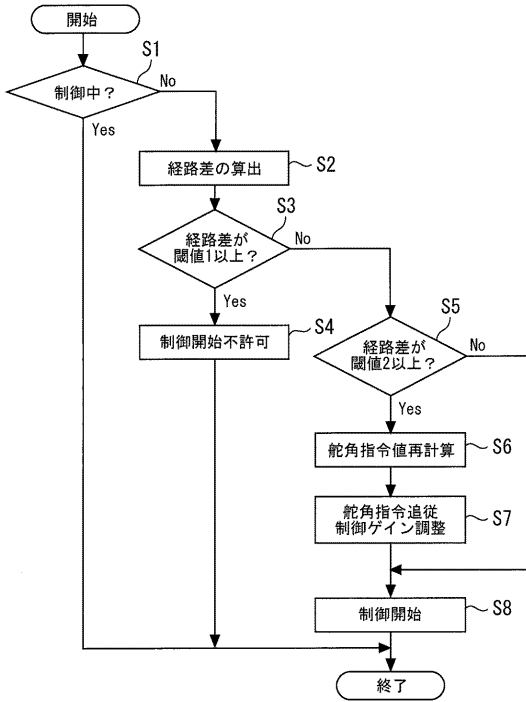 開始
S1
制御中？
No
Yes
経路差の算出
S2
S3
経路差が
閾値1以上？
No
Yes
制御開始不許可
S4
S5
経路差が
閾値2以上？
No
Yes
舵角指令値再計算
S6
舵角指令追従
制御ゲイン調整
S7
制御開始
S8
終了